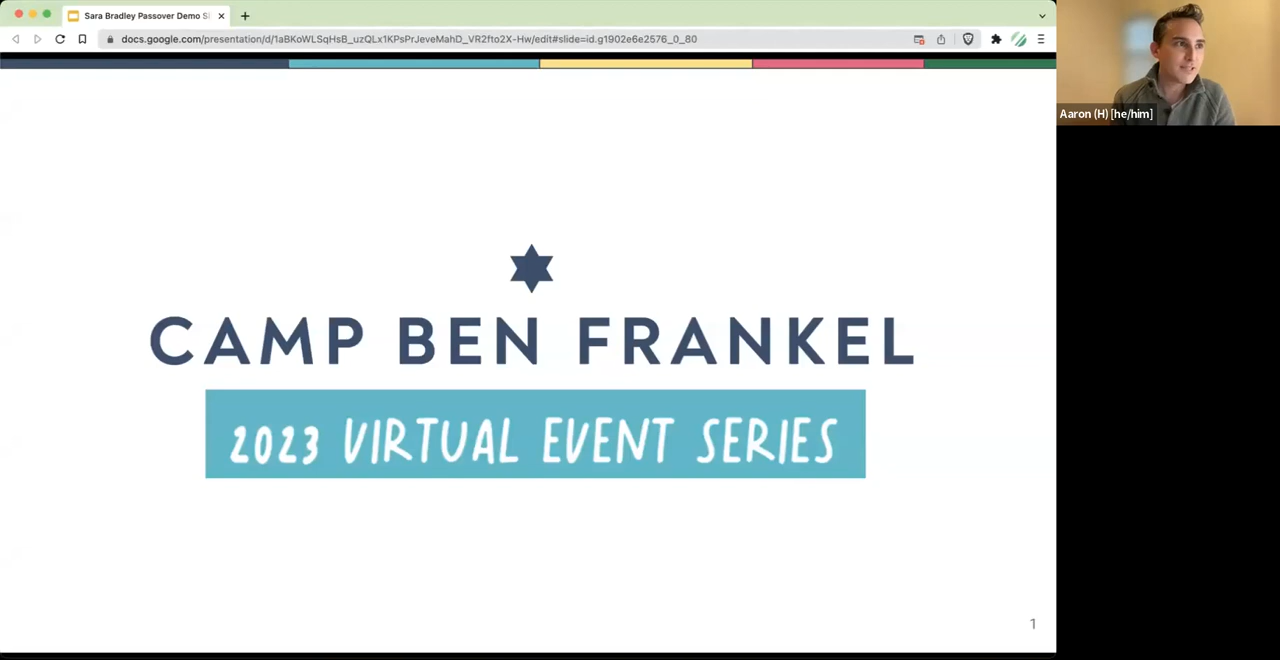 Sara Bradley Passover Demo Sl
docs.google.com/presentation/d/1aBKoWLSqHsB_uzQLx1KPsPrJeveMahD_VR2fto2X-Hw/edit#slide=id.g1902e6e2576_0_80
Aaron (H) [he/him]
CAMP BEN FRANKEL
2023 VIRTUAL EVENT SERIES
1